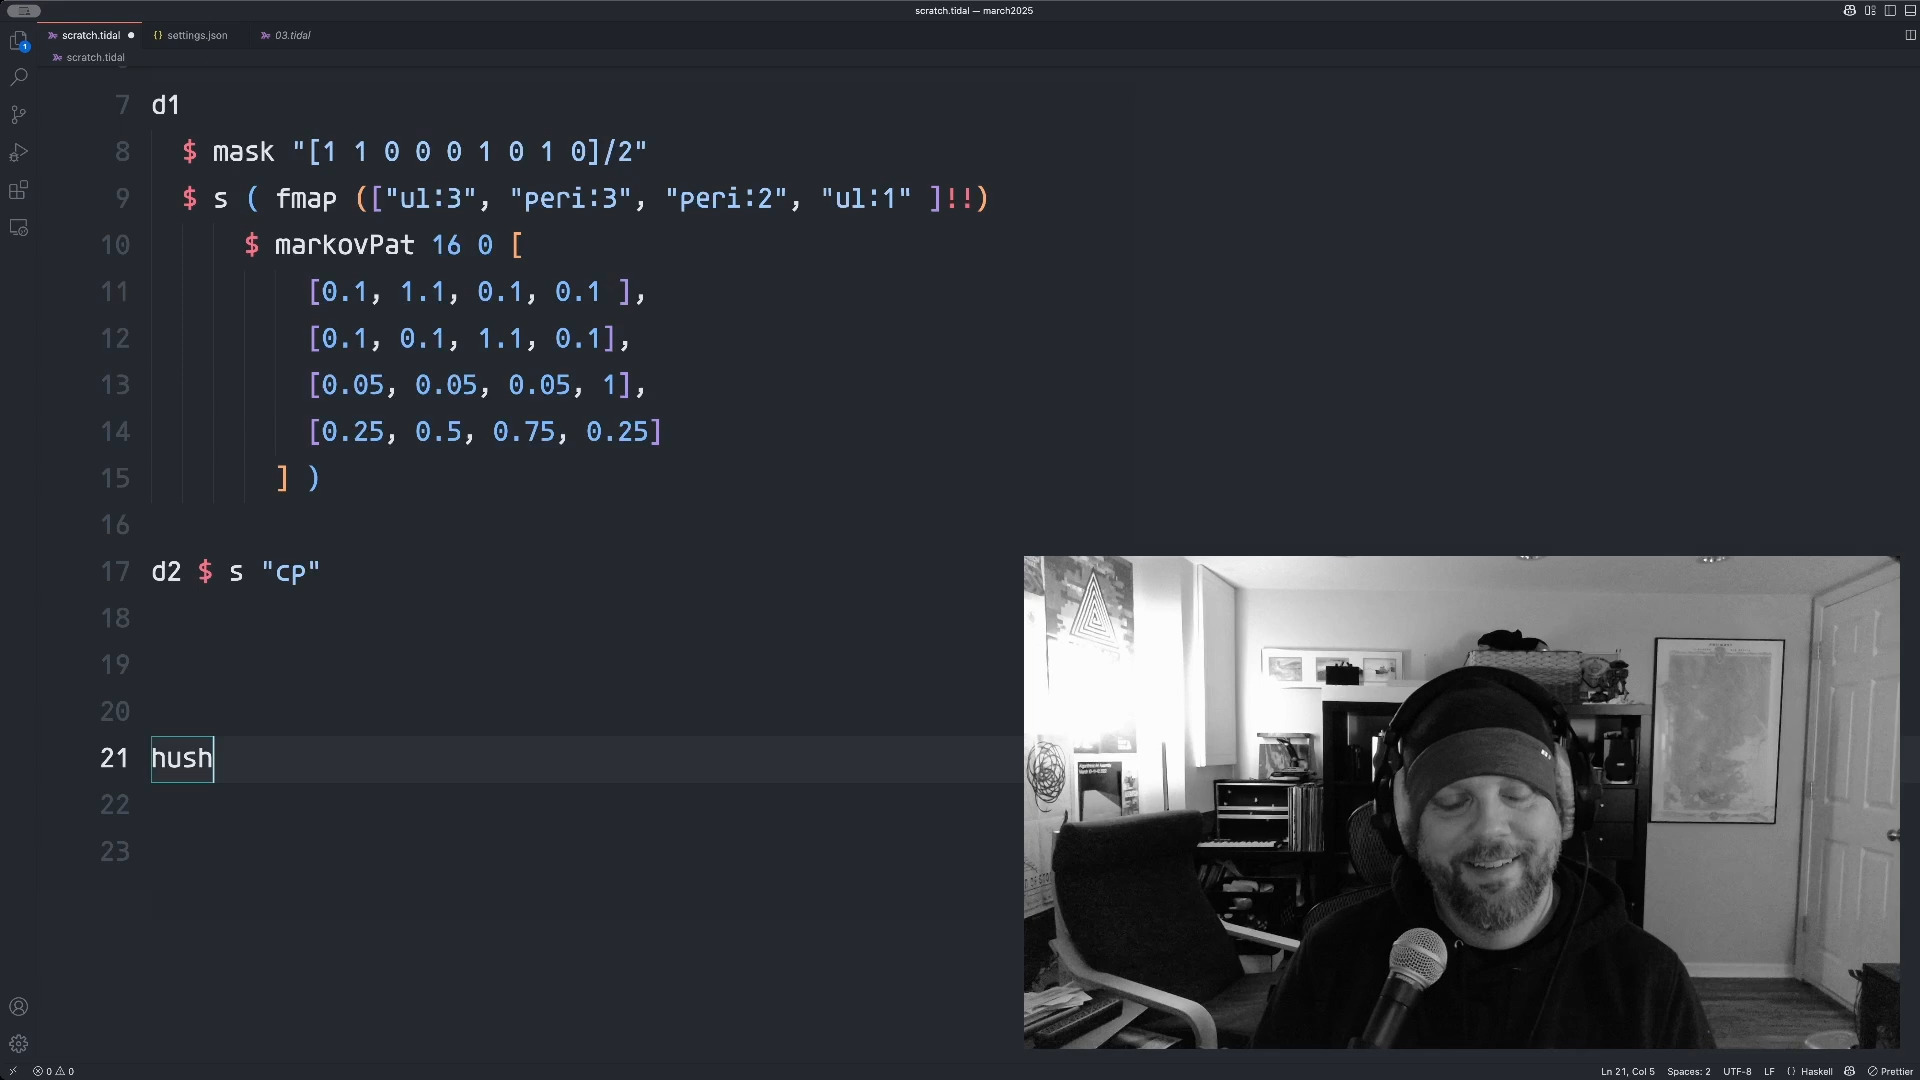 scratch.tidal — march2025
scratch.tidal
settings.json
03.tidal
scratch.tidal
1
7 d1
8 $ mask "[1 1 0 0 0 1 0 1 0]/2"
9 $ s ( fmap (["ul:3", "peri:3", "peri:2", "ul:1" ]!!)
10 $ markovPat 16 0 [
11 [0.1, 1.1, 0.1, 0.1 ],
12 [0.1, 0.1, 1.1, 0.1],
13 [0.05, 0.05, 0.05, 1],
14 [0.25, 0.5, 0.75, 0.25]
15 ] )
16
17 d2 $ s "cp"
18
19
20
21 hush
22
23
0 0
Ln 21, Col 5 Spaces: 2 UTF-8 LF {} Haskell Prettier